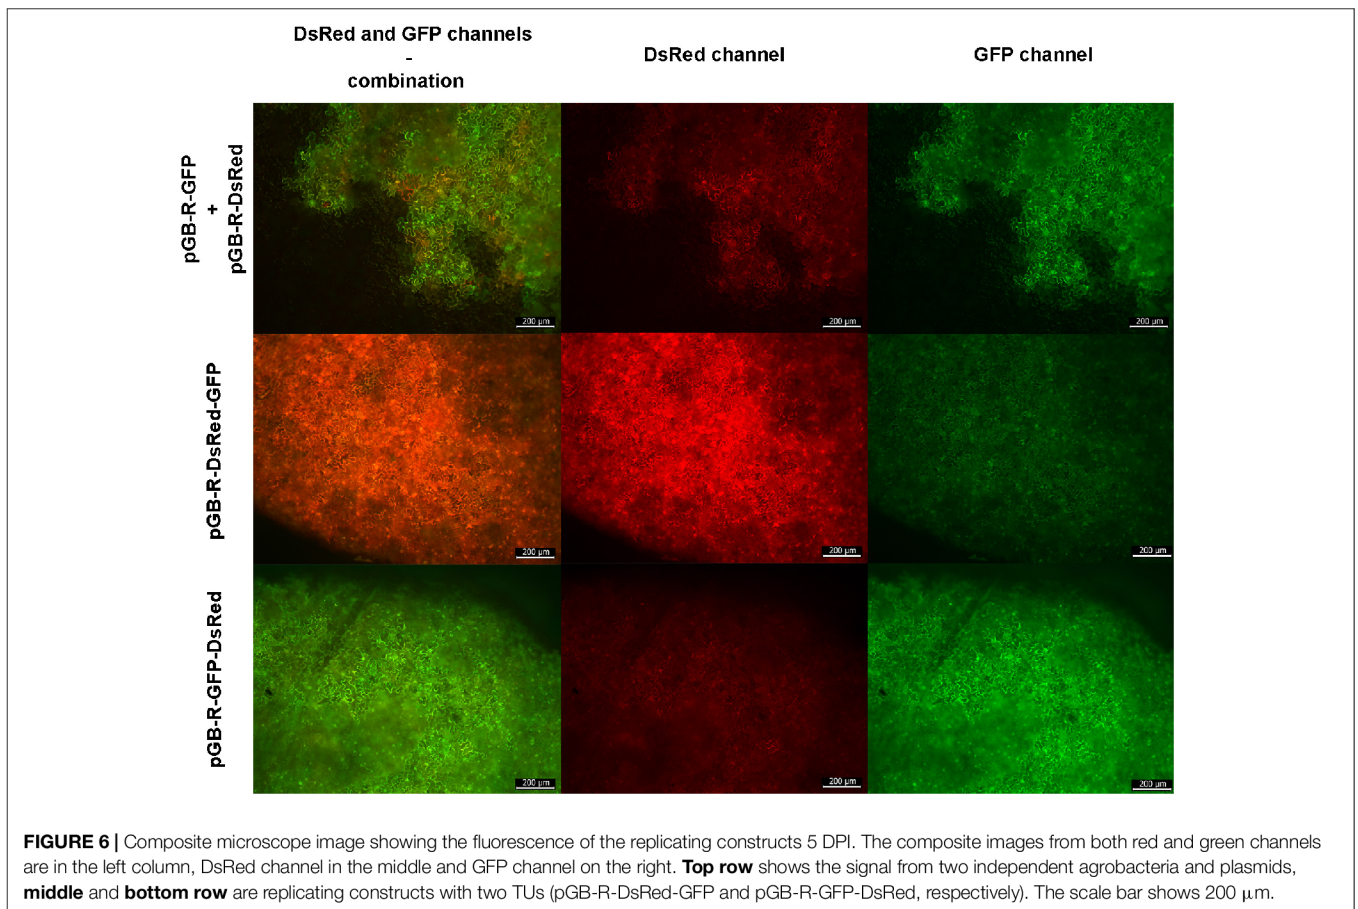 DsRed and GFP channels
-
combination
DsRed channel
GFP channel
pGB-R-GFP
+
pGB-R-DsRed
200 µm
200 µm
200 µm
pGB-R-DsRed-GFP
200 µm
200 µm
200 µm
pGB-R-GFP-DsRed
200 µm
200 µm
200 µm
FIGURE 6 | Composite microscope image showing the fluorescence of the replicating constructs 5 DPI. The composite images from both red and green channels
are in the left column, DsRed channel in the middle and GFP channel on the right. Top row shows the signal from two independent agrobacteria and plasmids,
middle and bottom row are replicating constructs with two TUs (pGB-R-DsRed-GFP and pGB-R-GFP-DsRed, respectively). The scale bar shows 200 µm.